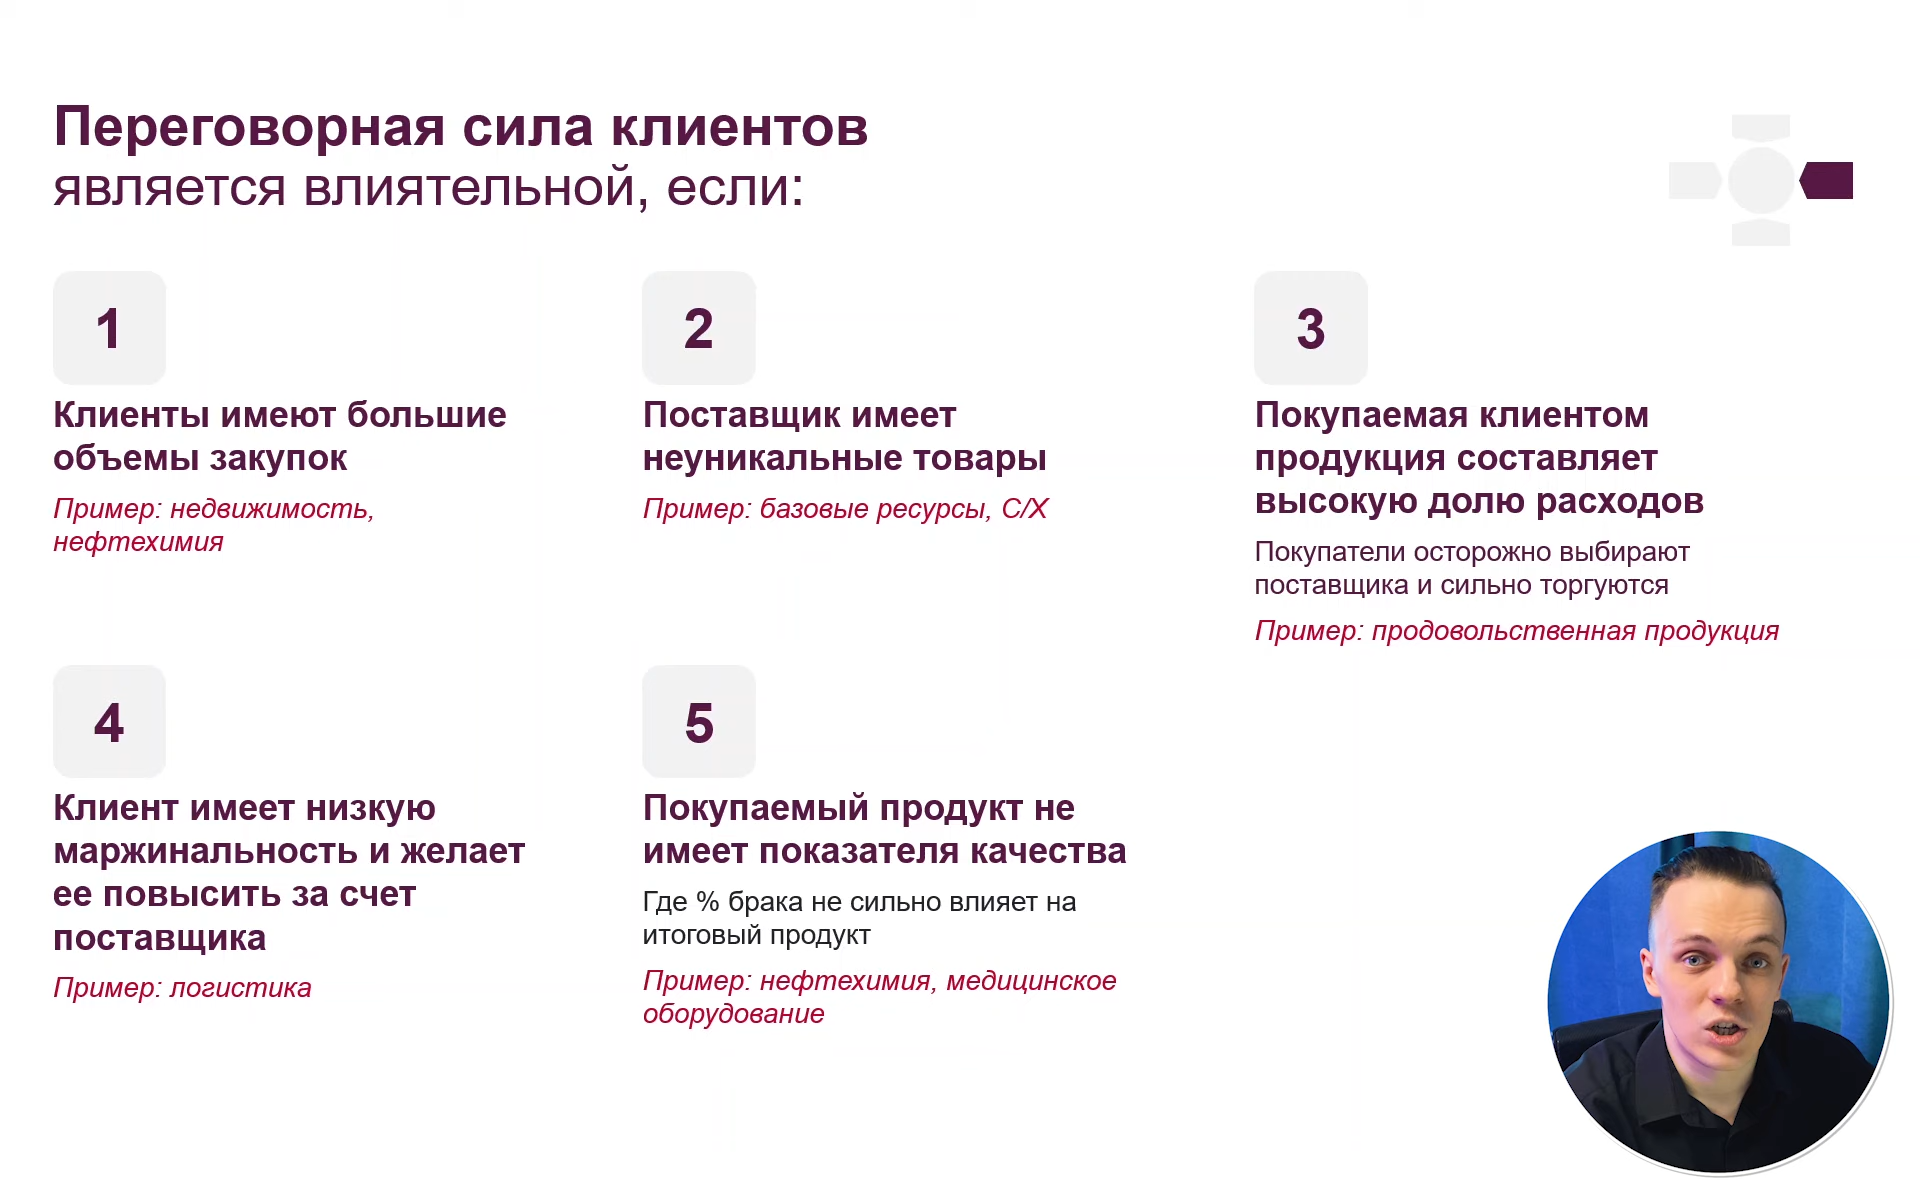 Переговорная сила клиентов
является влиятельной, если:
1
Клиенты имеют большие
объемы закупок
Пример: недвижимость,
нефтехимия
2
Поставщик имеет
неуникальные товары
Пример: базовые ресурсы, С/Х
3
Покупаемая клиентом
продукция составляет
высокую долю расходов
Покупатели осторожно выбирают
поставщика и сильно торгуются
Пример: продовольственная продукция
4
Клиент имеет низкую
маржинальность и желает
ее повысить за счет
поставщика
Пример: логистика
5
Покупаемый продукт не
имеет показателя качества
Где % брака не сильно влияет на
итоговый продукт
Пример: нефтехимия, медицинское
оборудование